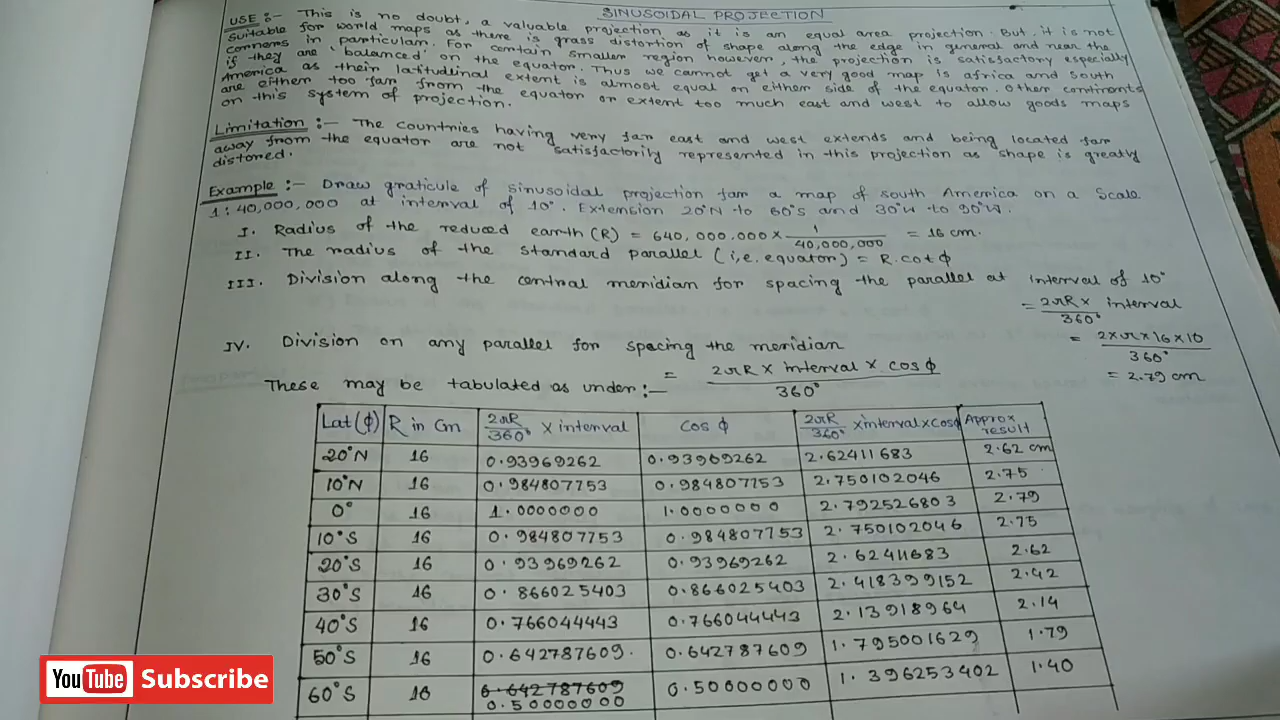 SINUSOIDAL PROJECTION
USE :- This is no doubt, a valuable projection as it is an equal area projection. But, it is not
suitable for world maps as there is grass distortion of shape along the edge in general and near the
corners in particular. For certain smaller region however, the projection is satisfactory especially
if they are balanced on the equator. Thus we cannot get a very good map is africa and south
America as their latitudinal extent is almost equal on either side of the equator. Other continents
are either too far from the equator or extent too much east and west to allow goods maps
on this system of projection.
Limitation :- The countries having very far east and west extends and being located far
away from the equator are not satisfactorily represented in this projection as shape is greatly
distored.
Example :- Draw graticule of sinusoidal projection for a map of south America on a Scale
1:40,000,000 at interval of 10°. Extension 20°N to 60°s and 30°W to 90°W.
I. Radius of the reduced earth (R) = 640,000,000 × 1/40,000,000 = 16 cm.
II. The radius of the standard parallel (i,e. equator) = R.cot ϕ
III. Division along the central meridian for spacing the parallel at interval of 10°
= 2πR × interval / 360°
= 2×π×16×10 / 360°
= 2.79 cm
IV. Division on any parallel for spacing the meridian
= 2πR × interval × cos ϕ / 360°
These may be tabulated as under :—
Lat (ϕ) R in Cm 2πR/360° × interval cos ϕ 2πR/360° × interval × cosϕ Approx result
20°N 16 0.93969262 0.93969262 2.62411683 2.62 cm
10°N 16 0.984807753 0.984807753 2.750102046 2.75
0° 16 1.0000000 1.0000000 2.792526803 2.79
10°S 16 0.984807753 0.984807753 2.750102046 2.75
20°S 16 0.93969262 0.93969262 2.62411683 2.62
30°S 16 0.866025403 0.866025403 2.418399152 2.42
40°S 16 0.766044443 0.766044443 2.13918964 2.14
50°S 16 0.642787609. 0.642787609 1.795001629 1.79
60°S 16 0.642787609 0.50000000 0.50000000 1.396253402 1.40
YouTube Subscribe